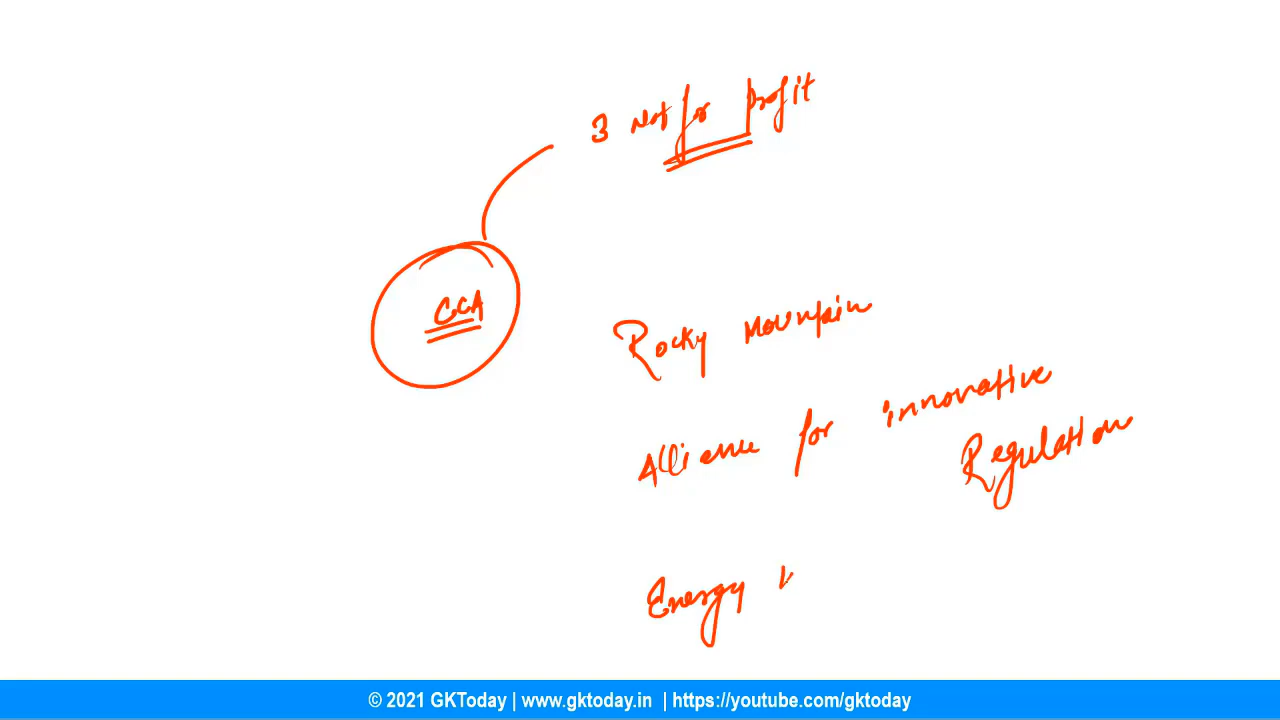 3 Not for Profit
CCA
Rocky Mountain
Alliance for innovative
Regulation
Energy
© 2021 GKToday | www.gktoday.in | https://youtube.com/gktoday